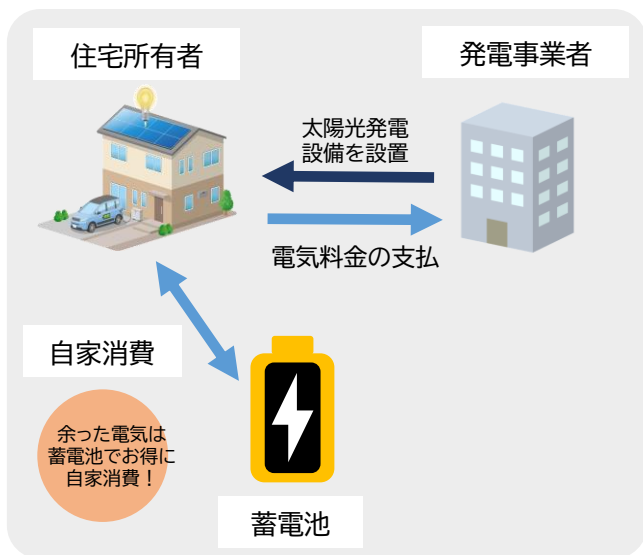 住宅所有者
発電事業者
太陽光発電
設備を設置
電気料金の支払
自家消費
余った電気は
蓄電池でお得に
自家消費！
蓄電池